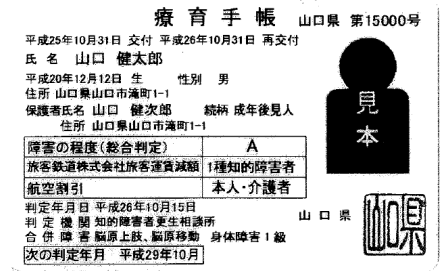 療育手帳 山口県 第15000号
平成25年10月31日 交付 平成26年10月31日 再交付
氏 名 山口 健太郎
平成20年12月12日 生 性別 男
住所 山口県山口市滝町1-1
保護者氏名 山口 健次郎 続柄 成年後見人
住所 山口県山口市滝町1-1
見本
障害の程度(総合判定) A
旅客鉄道株式会社旅客運賃減額 1種知的障害者
航空割引 本人・介護者
判定年月日 平成26年10月15日
判定機関 知的障害者更生相談所
山口県
合併障害 脳原上肢、脳原移動 身体障害1級
次の判定年月 平成29年10月